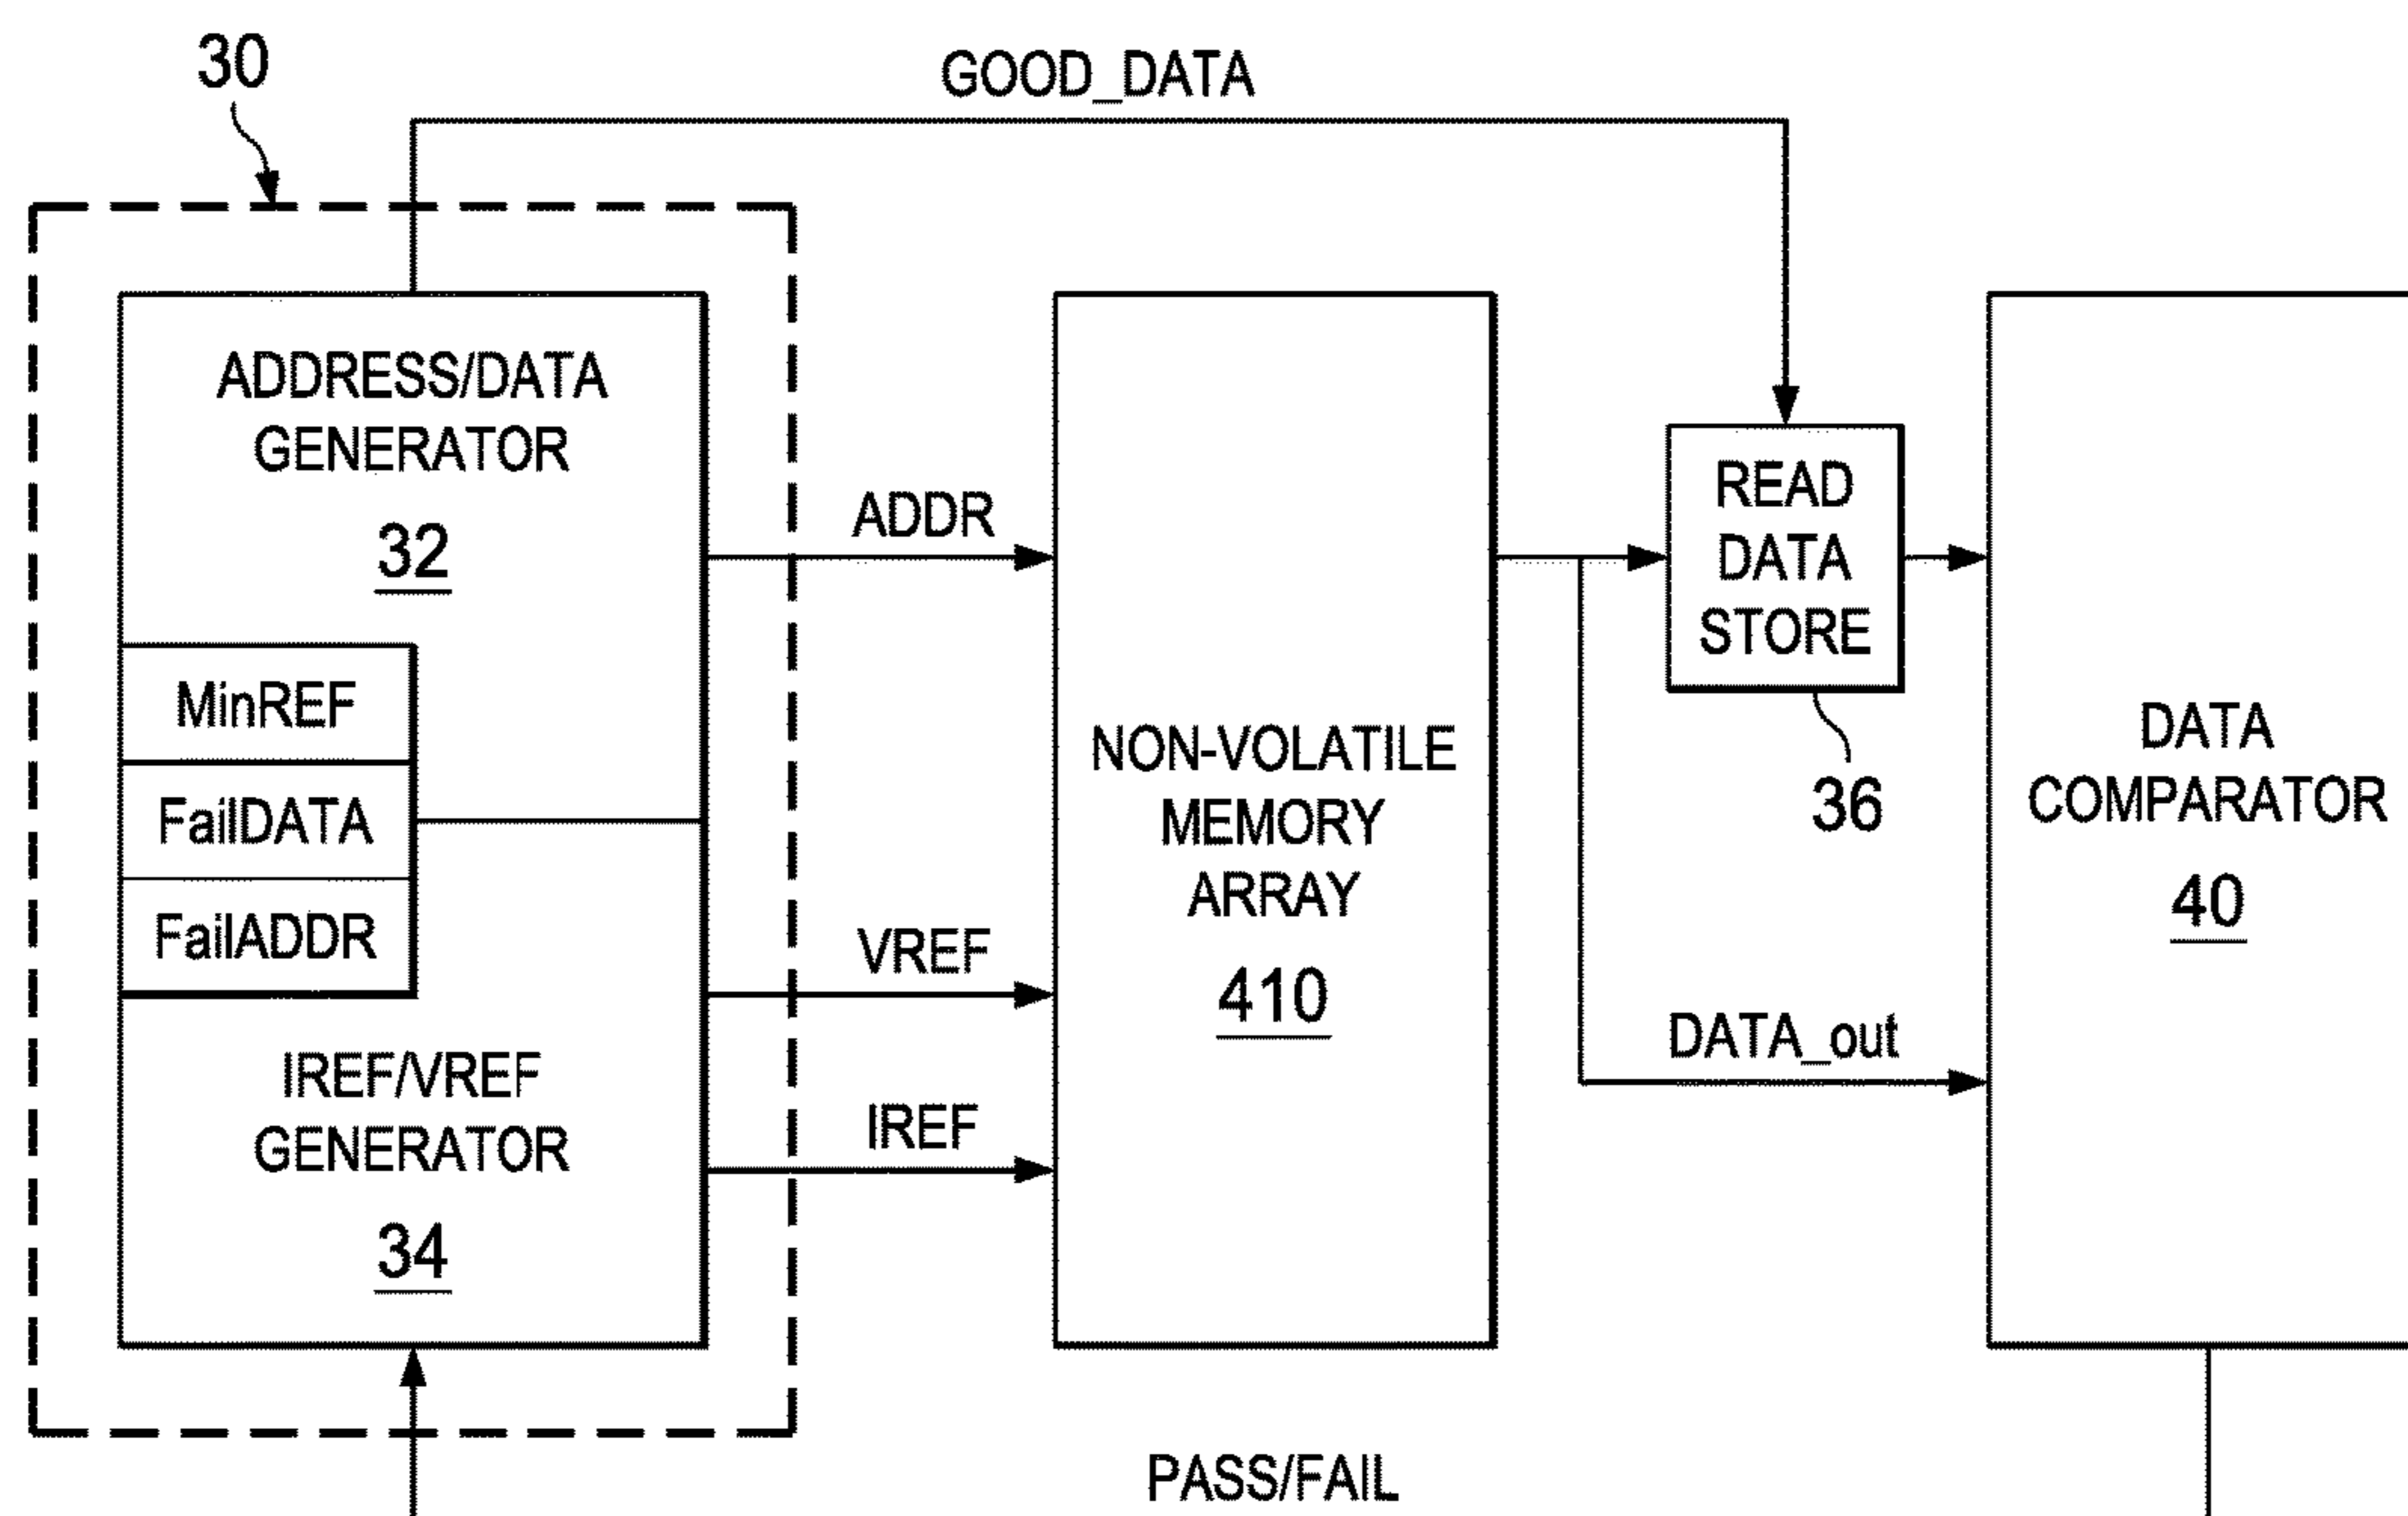 30
GOOD_DATA
ADDRESS/DATA
GENERATOR
32
MinREF
FailDATA
FailADDR
IREF/VREF
GENERATOR
34
ADDR
VREF
IREF
NON-VOLATILE
MEMORY
ARRAY
410
READ
DATA
STORE
36
DATA_out
DATA
COMPARATOR
40
PASS/FAIL